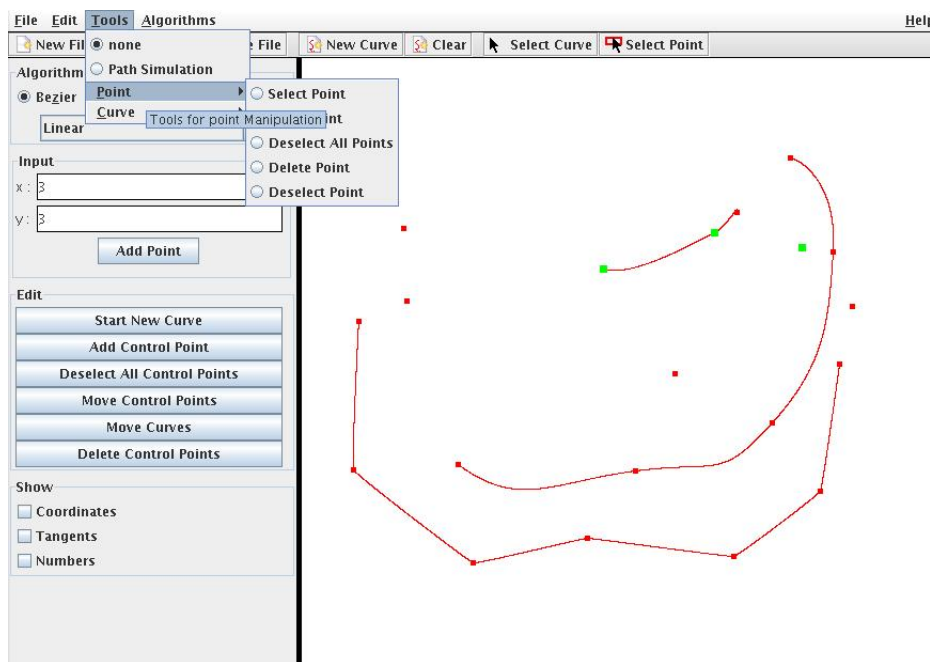 File Edit Tools Algorithms Help
New Fil e File New Curve Clear Select Curve Select Point
none
Path Simulation
Point
Curve
Tools for point Manipulation
Select Point
int
Deselect All Points
Delete Point
Deselect Point
Algorithm
Bezier
Linear
Input
x : 3
y : 3
Add Point
Edit
Start New Curve
Add Control Point
Deselect All Control Points
Move Control Points
Move Curves
Delete Control Points
Show
Coordinates
Tangents
Numbers